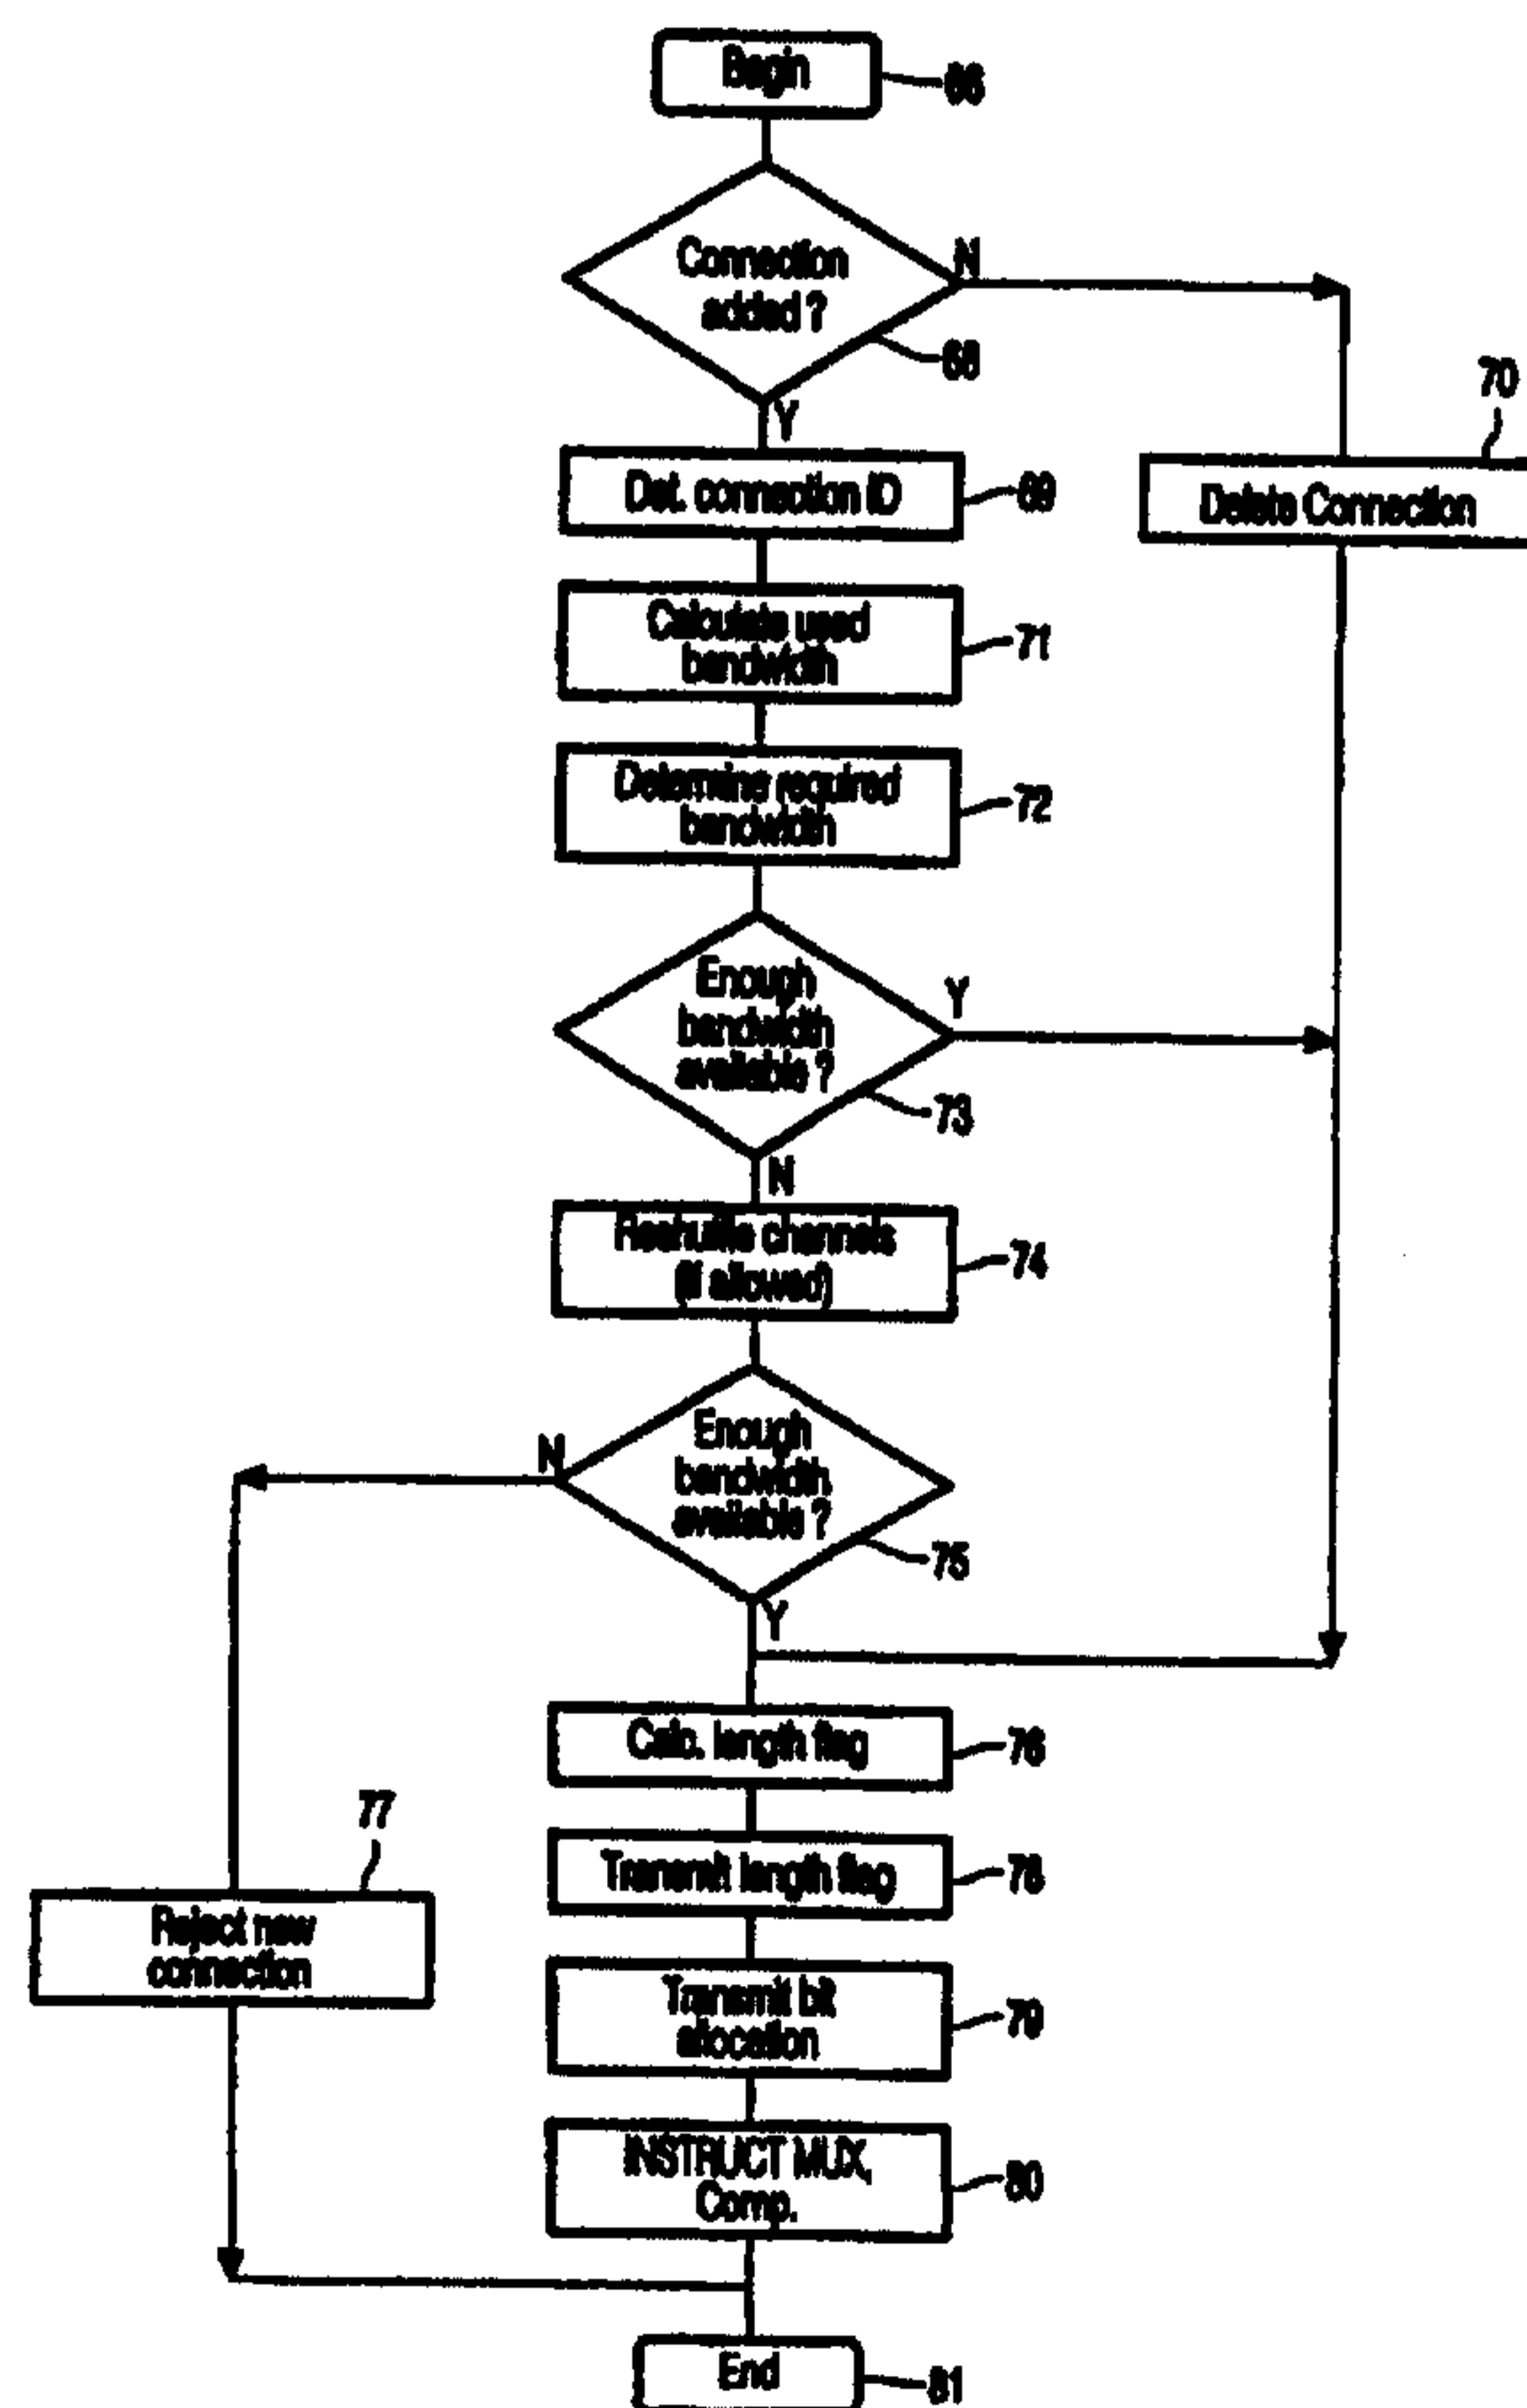 Begin
66
Connection
added ?
N
68
Y
70
Det. connection ID
69
Delete Connection
Calculate used
bandwidth
71
Determine required
bandwidth
72
Enough
bandwidth
available ?
Y
73
N
Reshuffle channels
(if allowed)
74
Enough
bandwidth
available ?
N
75
Y
Calc. length flag
76
77
Transmit length flag
78
Reject new
connection
Transmit bit
allocation
79
INSTRUCT MUX,
Comp.
80
End
81